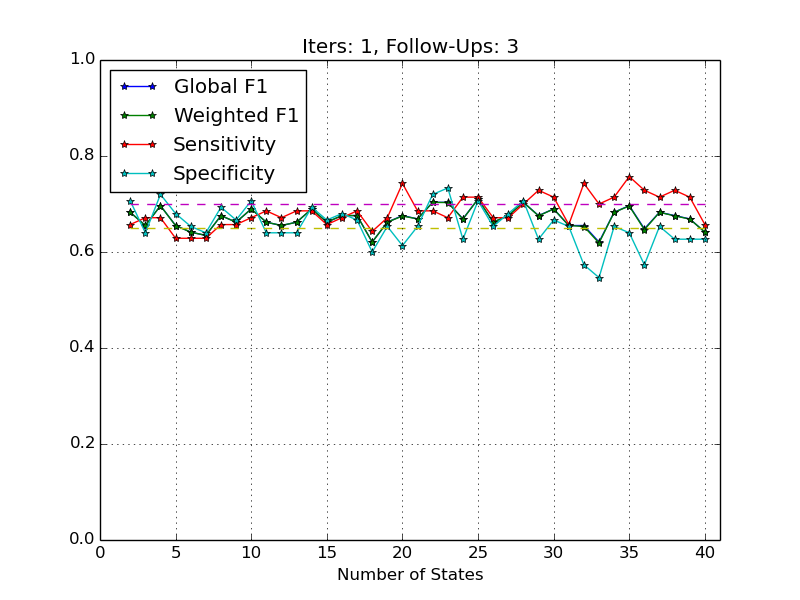 Iters: 1, Follow-Ups: 3
1.0
Global F1
Weighted F1
Sensitivity
Specificity
0.8
0.6
0.4
0.2
0.0
0 5 10 15 20 25 30 35 40
Number of States